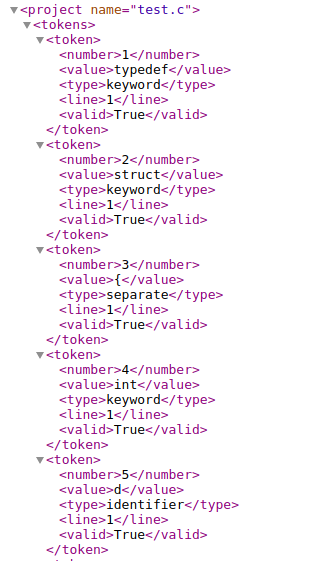 <project name="test.c">
<tokens>
<token>
<number>1</number>
<value>typedef</value>
<type>keyword</type>
<line>1</line>
<valid>True</valid>
</token>
<token>
<number>2</number>
<value>struct</value>
<type>keyword</type>
<line>1</line>
<valid>True</valid>
</token>
<token>
<number>3</number>
<value>{</value>
<type>separate</type>
<line>1</line>
<valid>True</valid>
</token>
<token>
<number>4</number>
<value>int</value>
<type>keyword</type>
<line>1</line>
<valid>True</valid>
</token>
<token>
<number>5</number>
<value>d</value>
<type>identifier</type>
<line>1</line>
<valid>True</valid>
</token>